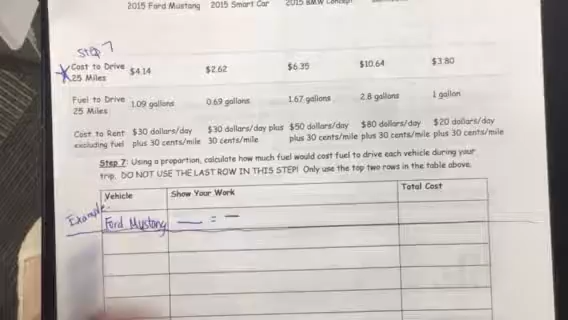 2015 Ford Mustang 2015 Smart Car 2015 BMW Concept
Step 7
Cost to Drive 25 Miles $4.14 $2.62 $6.35 $10.64 $3.80
Fuel to Drive 25 Miles 1.09 gallons 0.69 gallons 1.67 gallons 2.8 gallons 1 gallon
Cost to Rent $30 dollars/day $30 dollars/day plus $50 dollars/day $80 dollars/day $20 dollars/day
excluding fuel plus 30 cents/mile 30 cents/mile plus 30 cents/mile plus 30 cents/mile plus 30 cents/mile
Step 7: Using a proportion, calculate how much fuel would cost fuel to drive each vehicle during your
trip. DO NOT USE THE LAST ROW IN THIS STEP! Only use the top two rows in the table above.
Vehicle Show Your Work Total Cost
Example
Ford Mustang =